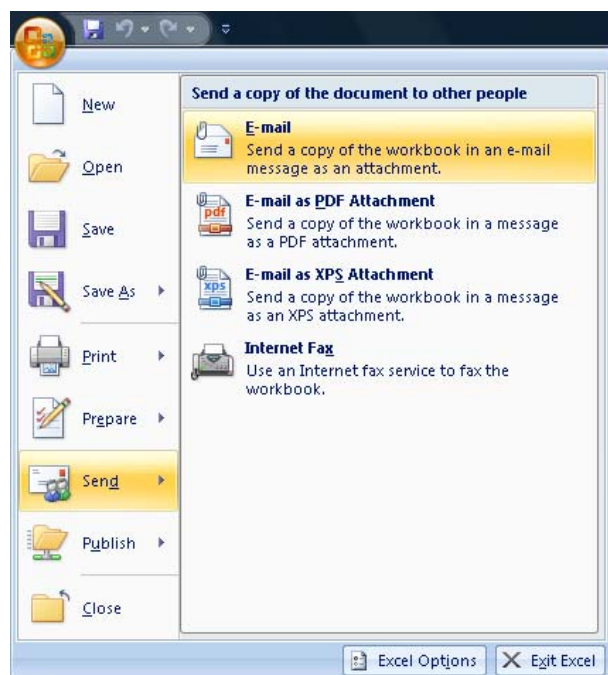 New
Open
Save
Save As
Print
Prepare
Send
Publish
Close
Send a copy of the document to other people
E-mail
Send a copy of the workbook in an e-mail
message as an attachment.
pdf
E-mail as PDF Attachment
Send a copy of the workbook in a message
as a PDF attachment.
xps
E-mail as XPS Attachment
Send a copy of the workbook in a message
as an XPS attachment.
Internet Fax
Use an Internet fax service to fax the
workbook.
Excel Options
Exit Excel